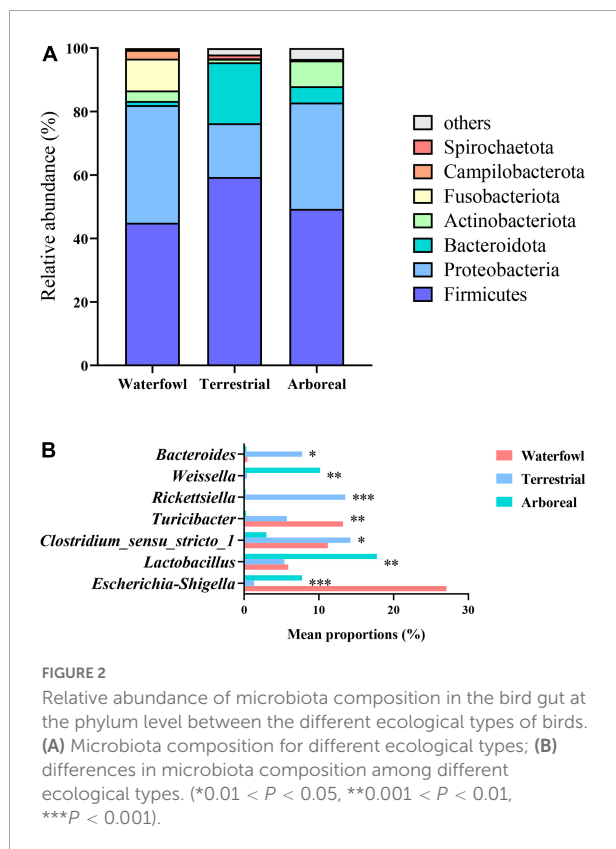 A
Relative abundance (%)
100
80
60
40
20
0
Waterfowl Terrestrial Arboreal
others
Spirochaetota
Campilobacterota
Fusobacteriota
Actinobacteriota
Bacteroidota
Proteobacteria
Firmicutes
B
Bacteroides *
Weissella **
Rickettsiella ***
Turicibacter **
Clostridium_sensu_stricto_1 *
Lactobacillus **
Escherichia-Shigella ***
0 10 20 30
Mean proportions (%)
Waterfowl
Terrestrial
Arboreal
FIGURE 2
Relative abundance of microbiota composition in the bird gut at
the phylum level between the different ecological types of birds.
(A) Microbiota composition for different ecological types; (B)
differences in microbiota composition among different
ecological types. (*0.01 < P < 0.05, **0.001 < P < 0.01,
***P < 0.001).